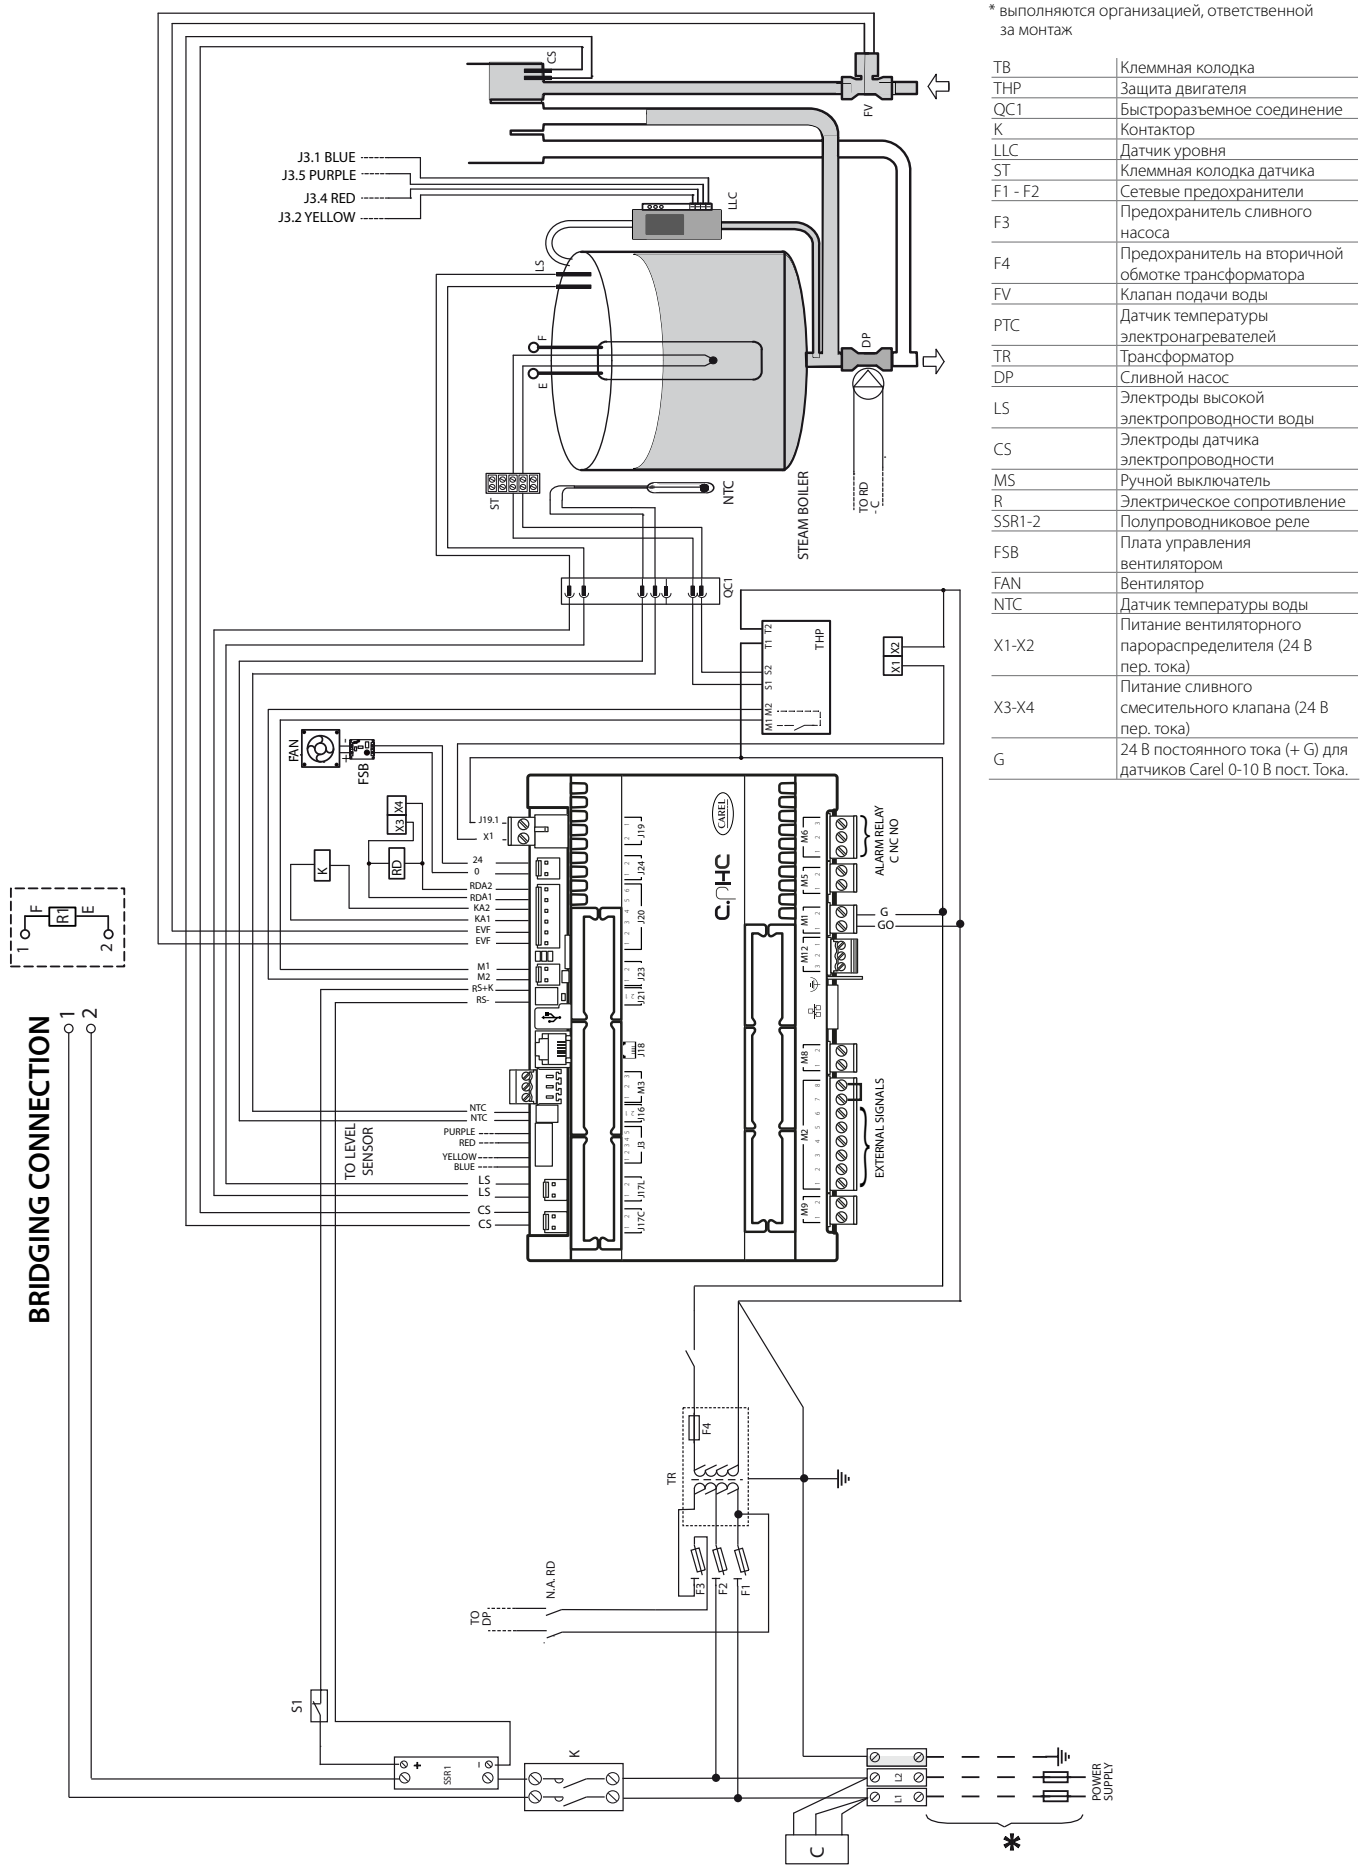 * выполняются организацией, ответственной
за монтаж
TB Клеммная колодка
THP Защита двигателя
QC1 Быстроразъемное соединение
K Контактор
LLC Датчик уровня
ST Клеммная колодка датчика
F1 - F2 Сетевые предохранители
F3 Предохранитель сливного
насоса
F4 Предохранитель на вторичной
обмотке трансформатора
FV Клапан подачи воды
PTC Датчик температуры
электронагревателей
TR Трансформатор
DP Сливной насос
LS Электроды высокой
электропроводности воды
CS Электроды датчика
электропроводности
MS Ручной выключатель
R Электрическое сопротивление
SSR1-2 Полупроводниковое реле
FSB Плата управления
вентилятором
FAN Вентилятор
NTC Датчик температуры воды
X1-X2 Питание вентиляторного
парораспределителя (24 В
пер. тока)
X3-X4 Питание сливного
смесительного клапана (24 В
пер. тока)
G 24 В постоянного тока (+ G) для
датчиков Carel 0-10 В пост. Тока.
CS
FV
J3.1 BLUE
J3.5 PURPLE
J3.4 RED
J3.2 YELLOW
LLC
LS
F
E
DP
ST
NTC
STEAM BOILER
TO RD
- C
QC1
T2
T1
S2
S1
M2
M1
THP
X2
X1
FAN
- +
FSB
X4
X3
RD
K
J19.1
X1
24
0
RDA2
RDA1
KA2
KA1
EVF
EVF
M1
M2
RS+K
RS-
NTC
NTC
PURPLE
RED
YELLOW
BLUE
TO LEVEL
SENSOR
LS
LS
CS
CS
J19
J24
J20
J23
J21
J18
M3
J16
J3
J17L
J17C
CAREL
c.pHC
M6
M5
M1
M12
M8
M2
M9
ALARM RELAY
C NC NO
G
GO
EXTERNAL SIGNALS
F
R1
E
1
2
BRIDGING CONNECTION
1
2
F4
TR
F3
F2
F1
N.A. RD
TO
DP
S1
+
-
SSR1
K
L2
L1
C
POWER
SUPPLY
*